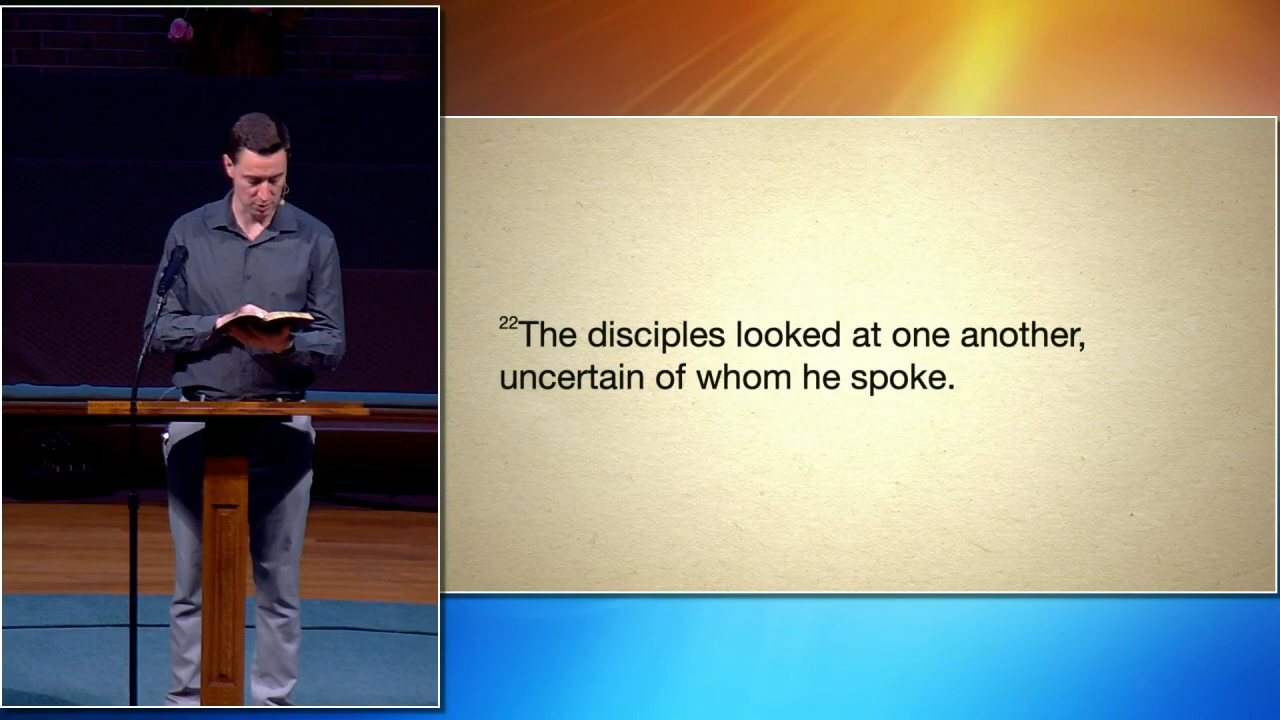 22The disciples looked at one another,
uncertain of whom he spoke.